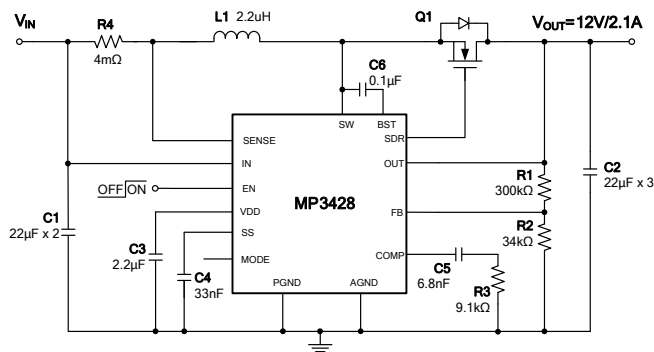 VIN
R4
4mΩ
L1 2.2uH
Q1
VOUT=12V/2.1A
C6
0.1µF
SW
BST
SDR
SENSE
IN
OUT
OFF ON
EN
MP3428
R1
300kΩ
C2
22µF x 3
VDD
FB
C1
22µF x 2
SS
R2
34kΩ
C3
2.2µF
C4
33nF
MODE
COMP
C5
6.8nF
R3
9.1kΩ
PGND
AGND